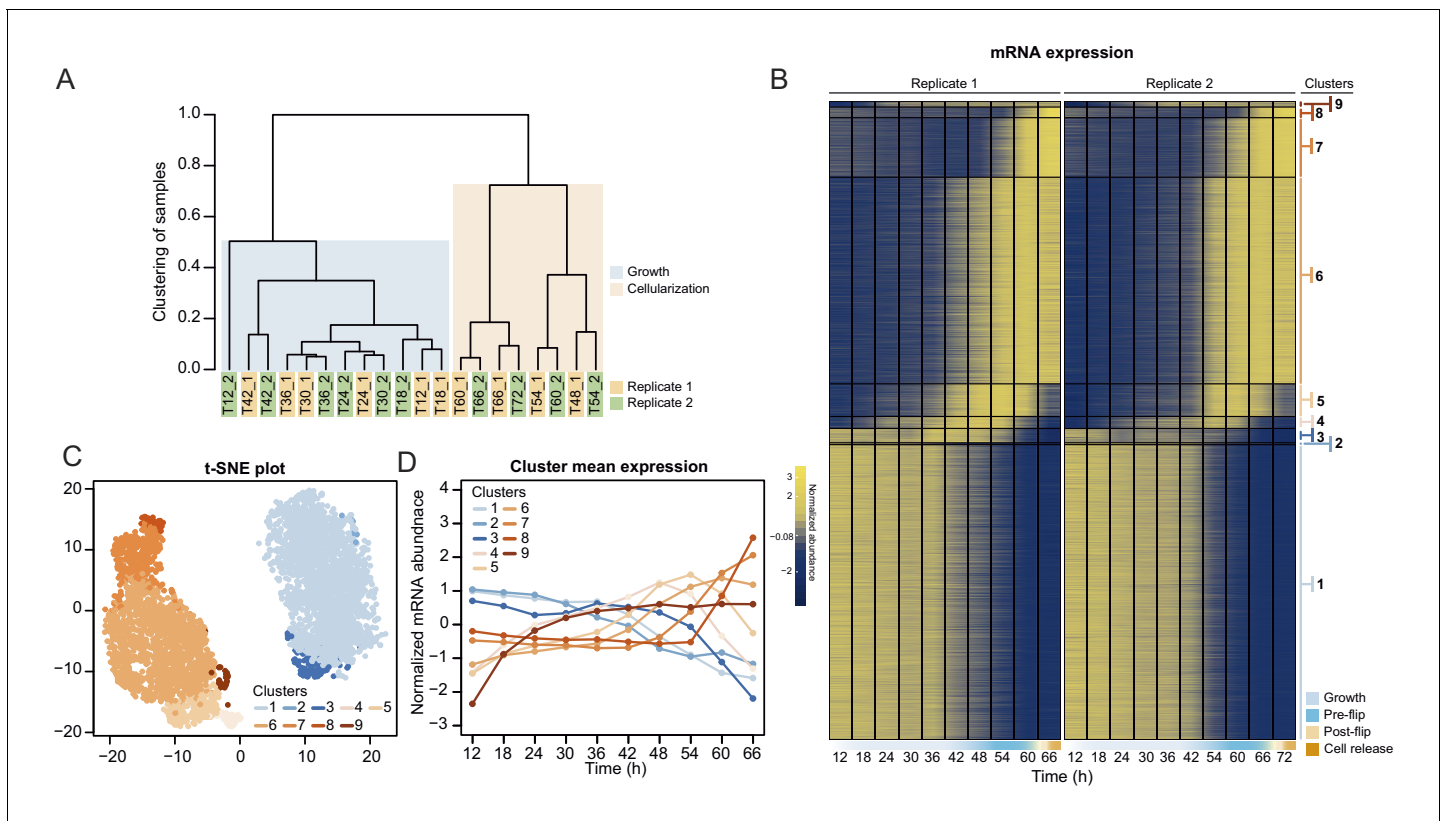 A
Clustering of samples
1.0
0.8
0.6
0.4
0.2
0.0
T12_2
T42_1
T42_2
T36_1
T30_1
T36_2
T24_2
T24_1
T30_2
T18_2
T12_1
T18_1
T60_1
T66_2
T66_1
T72_2
T54_1
T60_2
T48_1
T54_2
Growth
Cellularization
Replicate 1
Replicate 2
B
mRNA expression
Replicate 1
Replicate 2
Clusters
9
8
7
6
5
4
3
2
1
12 18 24 30 36 42 48 54 60 66
12 18 24 30 36 42 54 60 66 72
Time (h)
Growth
Pre-flip
Post-flip
Cell release
3
2
−0.08
−2
Normalized abundance
C
t-SNE plot
20
10
0
−10
−20
−20 −10 0 10 20
Clusters
1 2 3 4 5
6 7 8 9
D
Cluster mean expression
Normalized mRNA abundnace
4
3
2
1
0
−1
−2
−3
Clusters
1 6
2 7
3 8
4 9
5
12 18 24 30 36 42 48 54 60 66
Time (h)